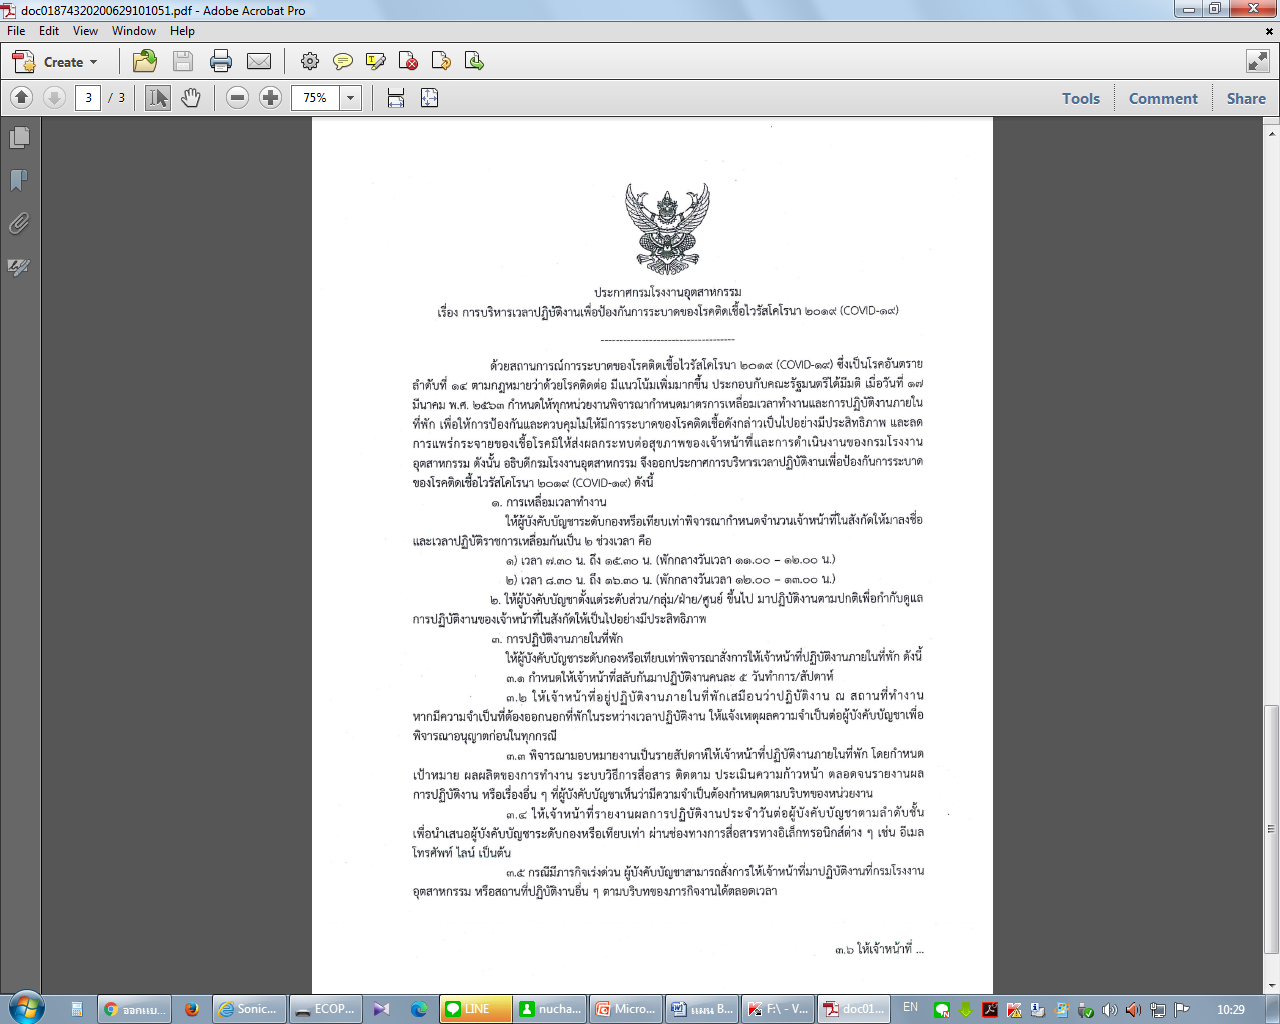 doc01874320200629101051.pdf - Adobe Acrobat Pro
File Edit View Window Help
Create
3 / 3 75% Tools Comment Share
ประกาศกรมโรงงานอุตสาหกรรม
เรื่อง การบริหารเวลาปฏิบัติงานเพื่อป้องกันการระบาดของโรคติดเชื้อไวรัสโคโรนา ๒๐๑๙ (COVID-๑๙)
-----------------------------------
ด้วยสถานการณ์การระบาดของโรคติดเชื้อไวรัสโคโรนา ๒๐๑๙ (COVID-๑๙) ซึ่งเป็นโรคอันตราย
ลำดับที่ ๑๔ ตามกฎหมายว่าด้วยโรคติดต่อ มีแนวโน้มเพิ่มมากขึ้น ประกอบกับคณะรัฐมนตรีได้มีมติ เมื่อวันที่ ๑๗
มีนาคม พ.ศ. ๒๕๖๓ กำหนดให้ทุกหน่วยงานพิจารณากำหนดมาตรการเหลื่อมเวลาทำงานและการปฏิบัติงานภายใน
ที่พัก เพื่อให้การป้องกันและควบคุมไม่ให้มีการระบาดของโรคติดเชื้อดังกล่าวเป็นไปอย่างมีประสิทธิภาพ และลด
การแพร่กระจายของเชื้อโรคมิให้ส่งผลกระทบต่อสุขภาพของเจ้าหน้าที่และการดำเนินงานของกรมโรงงาน
อุตสาหกรรม ดังนั้น อธิบดีกรมโรงงานอุตสาหกรรม จึงออกประกาศการบริหารเวลาปฏิบัติงานเพื่อป้องกันการระบาด
ของโรคติดเชื้อไวรัสโคโรนา ๒๐๑๙ (COVID-๑๙) ดังนี้
๑. การเหลื่อมเวลาทำงาน
ให้ผู้บังคับบัญชาระดับกองหรือเทียบเท่าพิจารณากำหนดจำนวนเจ้าหน้าที่ในสังกัดให้มาลงชื่อ
และเวลาปฏิบัติราชการเหลื่อมกันเป็น ๒ ช่วงเวลา คือ
๑) เวลา ๗.๓๐ น. ถึง ๑๕.๓๐ น. (พักกลางวันเวลา ๑๑.๐๐ – ๑๒.๐๐ น.)
๒) เวลา ๘.๓๐ น. ถึง ๑๖.๓๐ น. (พักกลางวันเวลา ๑๒.๐๐ – ๑๓.๐๐ น.)
๒. ให้ผู้บังคับบัญชาตั้งแต่ระดับส่วน/กลุ่ม/ฝ่าย/ศูนย์ ขึ้นไป มาปฏิบัติงานตามปกติเพื่อกำกับดูแล
การปฏิบัติงานของเจ้าหน้าที่ในสังกัดให้เป็นไปอย่างมีประสิทธิภาพ
๓. การปฏิบัติงานภายในที่พัก
ให้ผู้บังคับบัญชาระดับกองหรือเทียบเท่าพิจารณาสั่งการให้เจ้าหน้าที่ปฏิบัติงานภายในที่พัก ดังนี้
๓.๑ กำหนดให้เจ้าหน้าที่สลับกันมาปฏิบัติงานคนละ ๕ วันทำการ/สัปดาห์
๓.๒ ให้เจ้าหน้าที่อยู่ปฏิบัติงานภายในที่พักเสมือนว่าปฏิบัติงาน ณ สถานที่ทำงาน
หากมีความจำเป็นที่ต้องออกนอกที่พักในระหว่างเวลาปฏิบัติงาน ให้แจ้งเหตุผลความจำเป็นต่อผู้บังคับบัญชาเพื่อ
พิจารณาอนุญาตก่อนในทุกกรณี
๓.๓ พิจารณามอบหมายงานเป็นรายสัปดาห์ให้เจ้าหน้าที่ปฏิบัติงานภายในที่พัก โดยกำหนด
เป้าหมาย ผลผลิตของการทำงาน ระบบวิธีการสื่อสาร ติดตาม ประเมินความก้าวหน้า ตลอดจนรายงานผล
การปฏิบัติงาน หรือเรื่องอื่น ๆ ที่ผู้บังคับบัญชาเห็นว่ามีความจำเป็นต้องกำหนดตามบริบทของหน่วยงาน
๓.๔ ให้เจ้าหน้าที่รายงานผลการปฏิบัติงานประจำวันต่อผู้บังคับบัญชาตามลำดับชั้น
เพื่อนำเสนอผู้บังคับบัญชาระดับกองหรือเทียบเท่า ผ่านช่องทางการสื่อสารทางอิเล็กทรอนิกส์ต่าง ๆ เช่น อีเมล
โทรศัพท์ ไลน์ เป็นต้น
๓.๕ กรณีมีภารกิจเร่งด่วน ผู้บังคับบัญชาสามารถสั่งการให้เจ้าหน้าที่มาปฏิบัติงานที่กรมโรงงาน
อุตสาหกรรม หรือสถานที่ปฏิบัติงานอื่น ๆ ตามบริบทของภารกิจงานได้ตลอดเวลา
๓.๖ ให้เจ้าหน้าที่ ...
ออกแบ... Sonic... ECOP... LINE nucha... Micro... แผน B... F:\ - V... doc01... EN 10:29